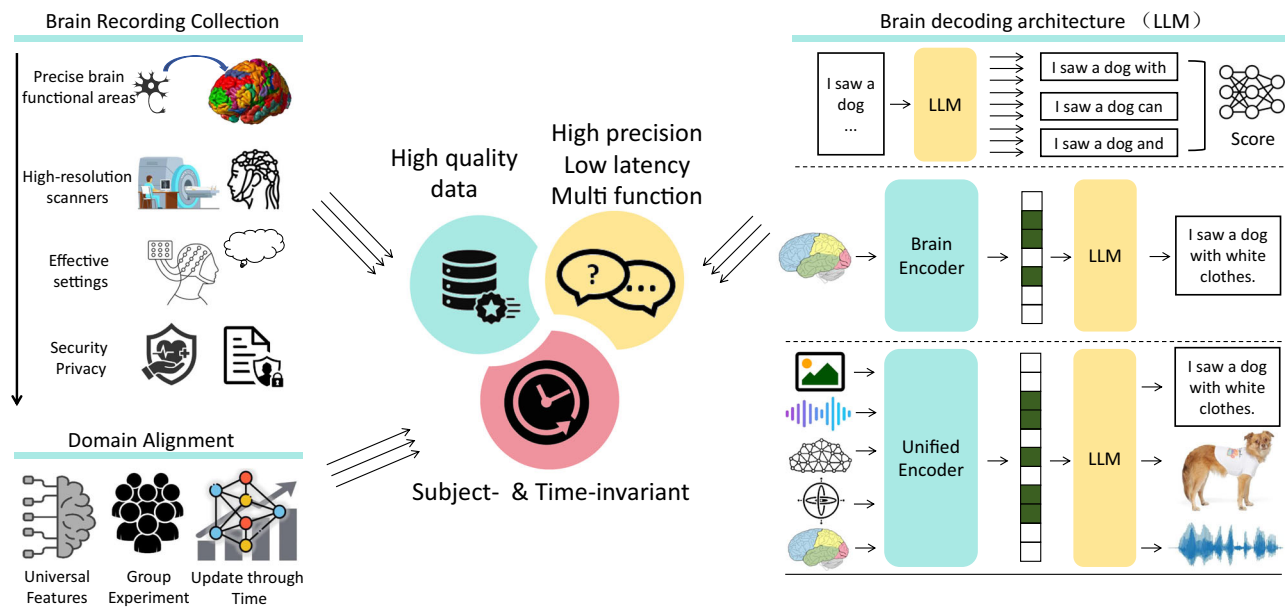 Brain Recording Collection
Precise brain
functional areas
High-resolution
scanners
Effective
settings
Security
Privacy
Domain Alignment
Universal
Features
Group
Experiment
Update through
Time
High quality
data
High precision
Low latency
Multi function
?
...
Subject- & Time-invariant
Brain decoding architecture （LLM）
I saw a
dog
...
LLM
I saw a dog with
I saw a dog can
I saw a dog and
Score
Brain
Encoder
LLM
I saw a dog
with white
clothes.
Unified
Encoder
LLM
I saw a dog
with white
clothes.